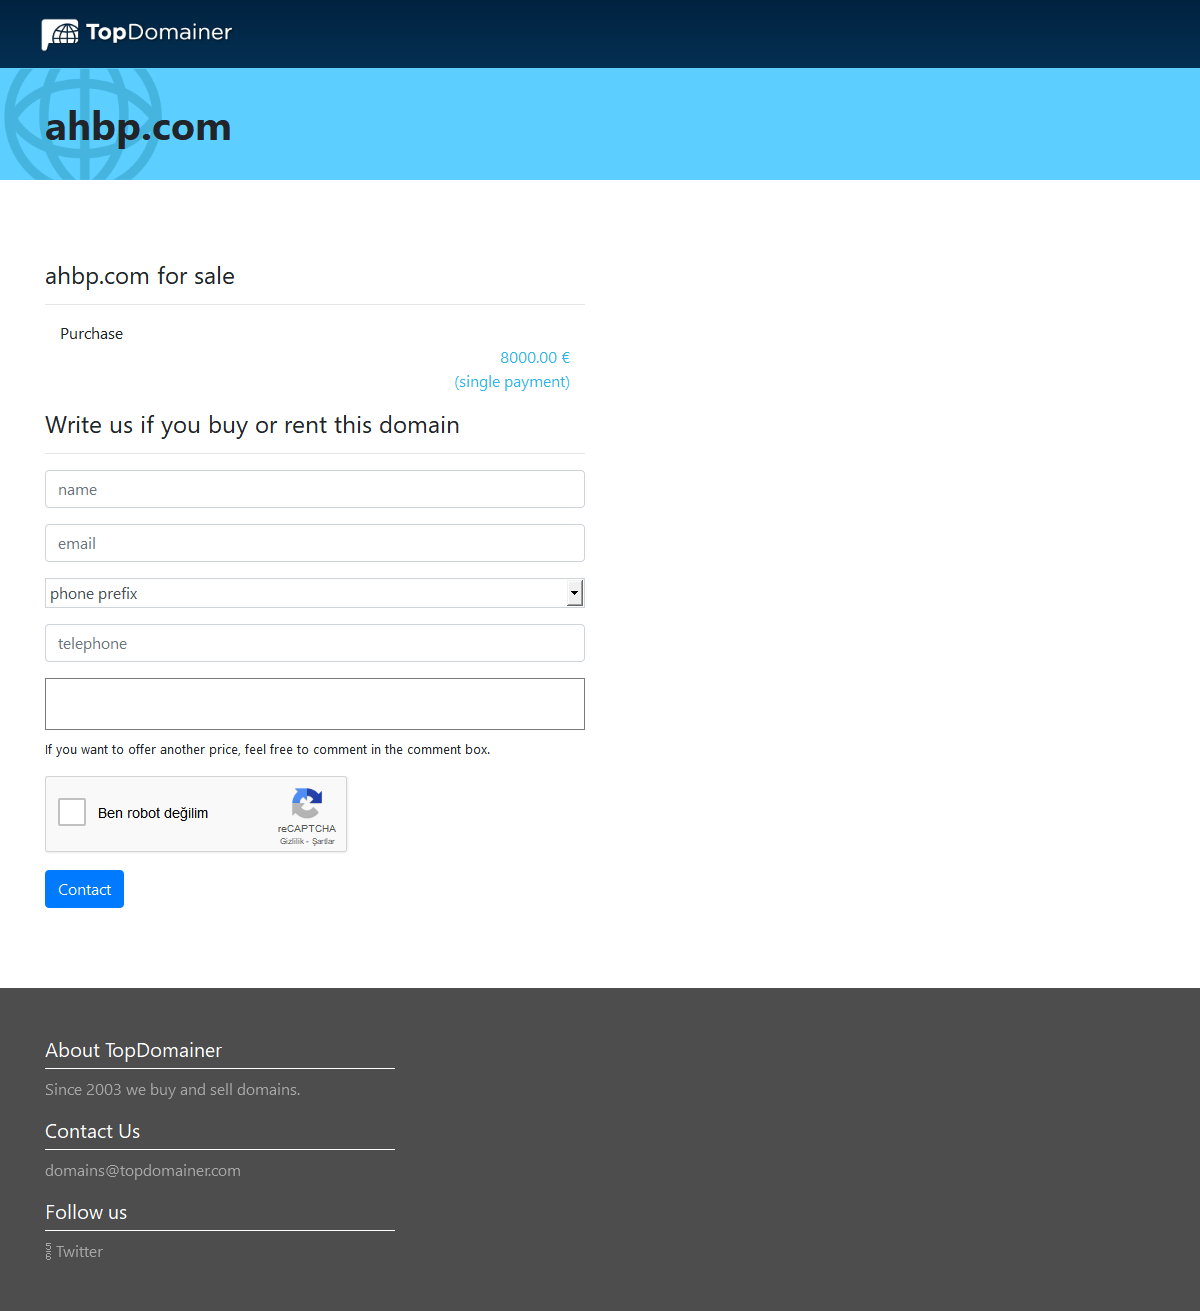 TopDomainer
ahbp.com
ahbp.com for sale
Purchase
8000.00 €
(single payment)
Write us if you buy or rent this domain
name
email
phone prefix
telephone
If you want to offer another price, feel free to comment in the comment box.
Ben robot değilim
reCAPTCHA
Gizlilik - Şartlar
Contact
About TopDomainer
Since 2003 we buy and sell domains.
Contact Us
domains@topdomainer.com
Follow us
Twitter